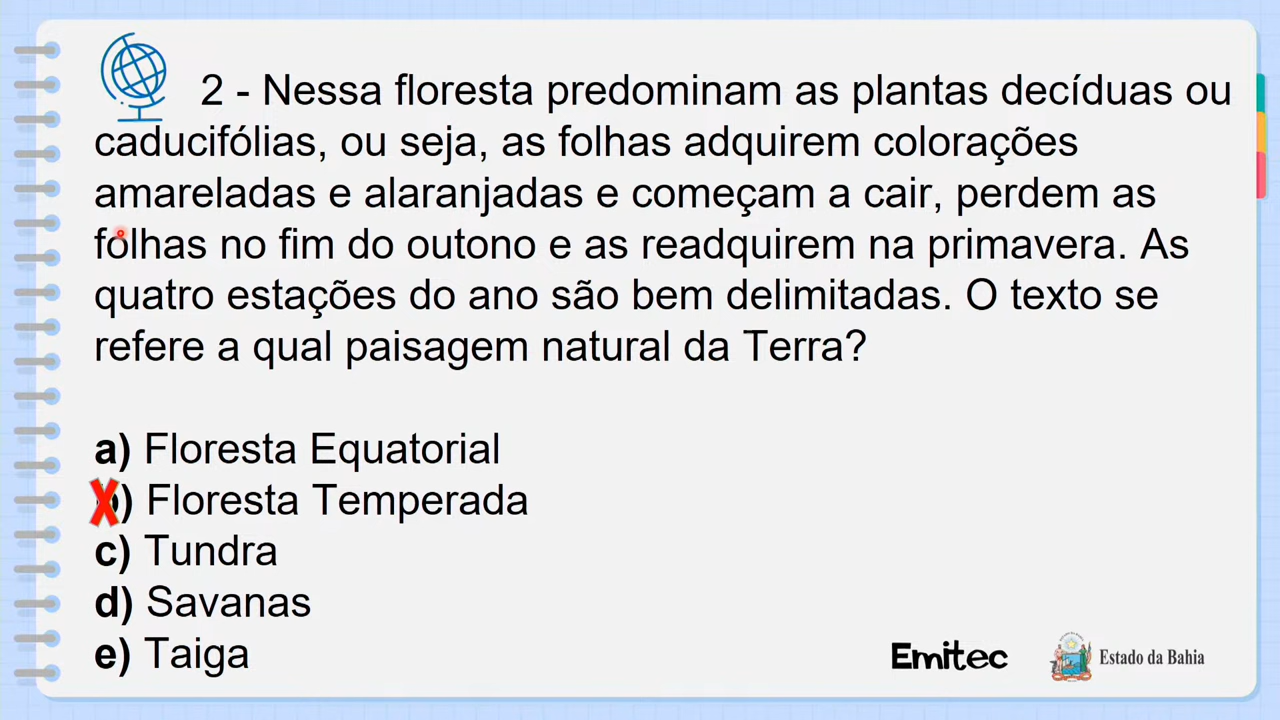 2 - Nessa floresta predominam as plantas decíduas ou
caducifólias, ou seja, as folhas adquirem colorações
amareladas e alaranjadas e começam a cair, perdem as
folhas no fim do outono e as readquirem na primavera. As
quatro estações do ano são bem delimitadas. O texto se
refere a qual paisagem natural da Terra?
a) Floresta Equatorial
X) Floresta Temperada
c) Tundra
d) Savanas
e) Taiga
Emitec
Estado da Bahia